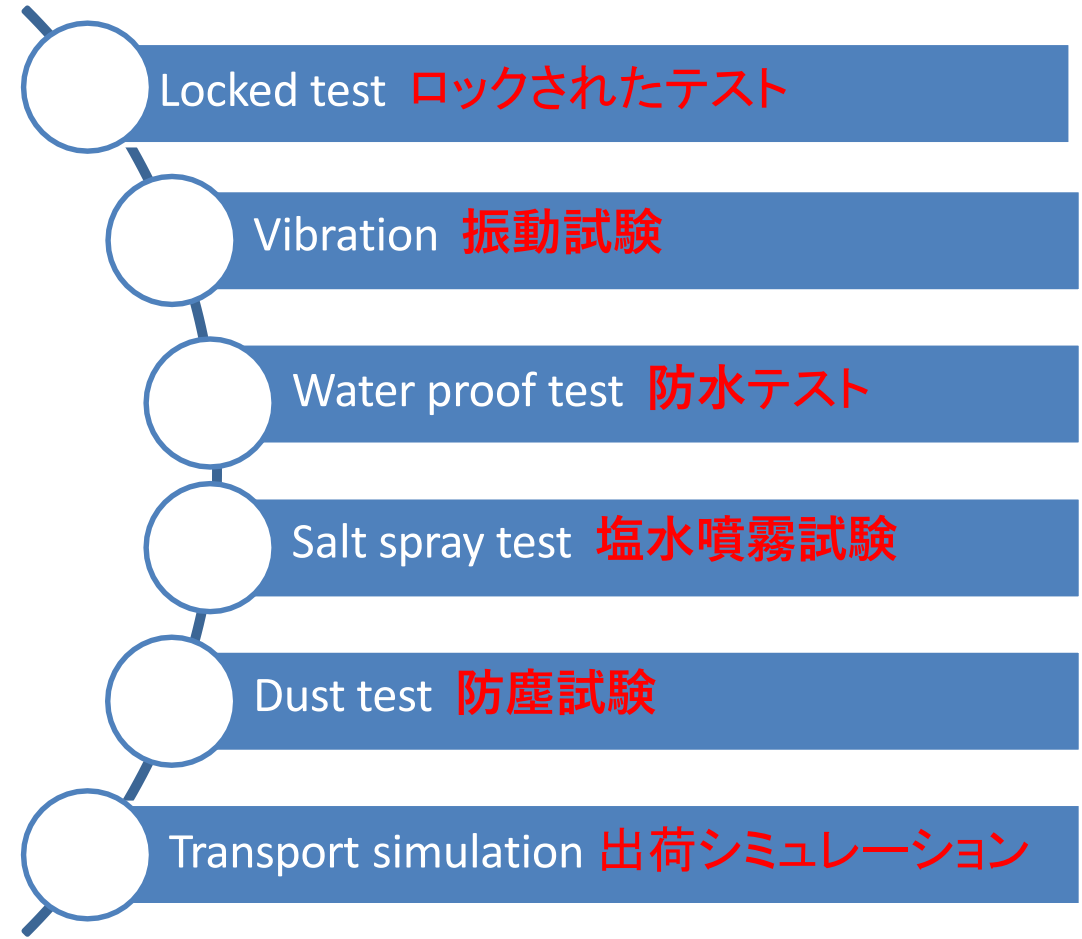 Locked test ロックされたテスト
Vibration 振動試験
Water proof test 防水テスト
Salt spray test 塩水噴霧試験
Dust test 防塵試験
Transport simulation 出荷シミュレーション